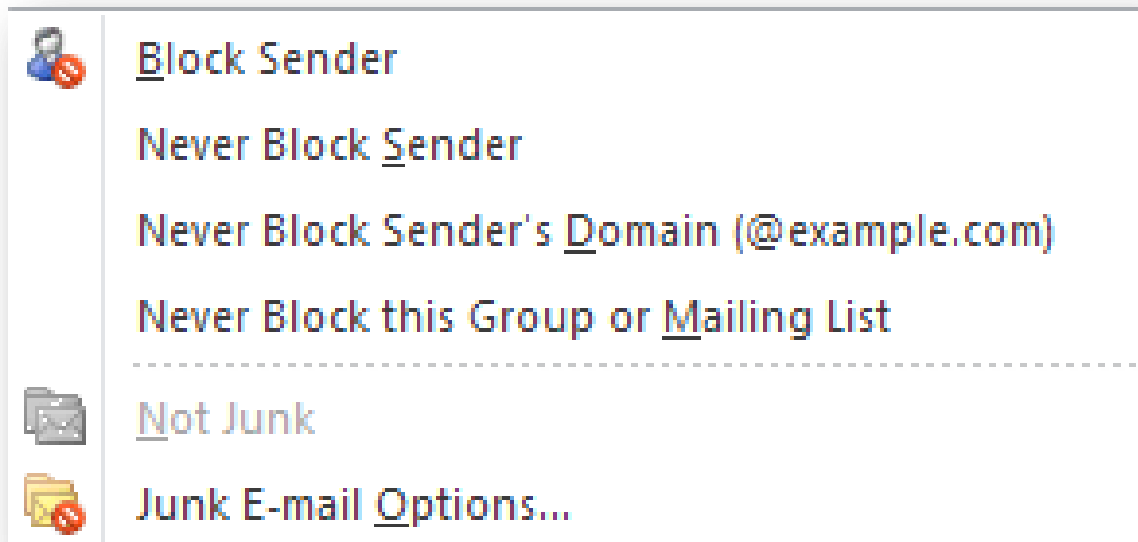 Block Sender
Never Block Sender
Never Block Sender's Domain (@example.com)
Never Block this Group or Mailing List
Not Junk
Junk E-mail Options...